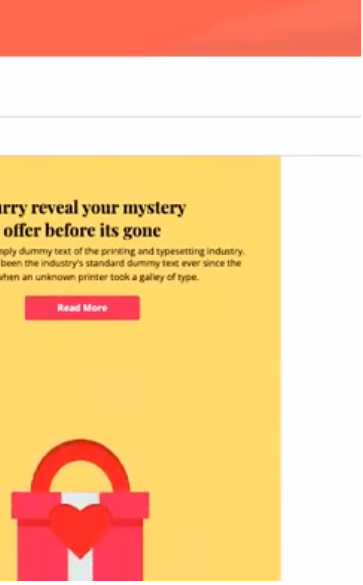 urry reveal your mystery
offer before its gone
mply dummy text of the printing and typesetting industry.
been the industry's standard dummy text ever since the
when an unknown printer took a galley of type.
Read More